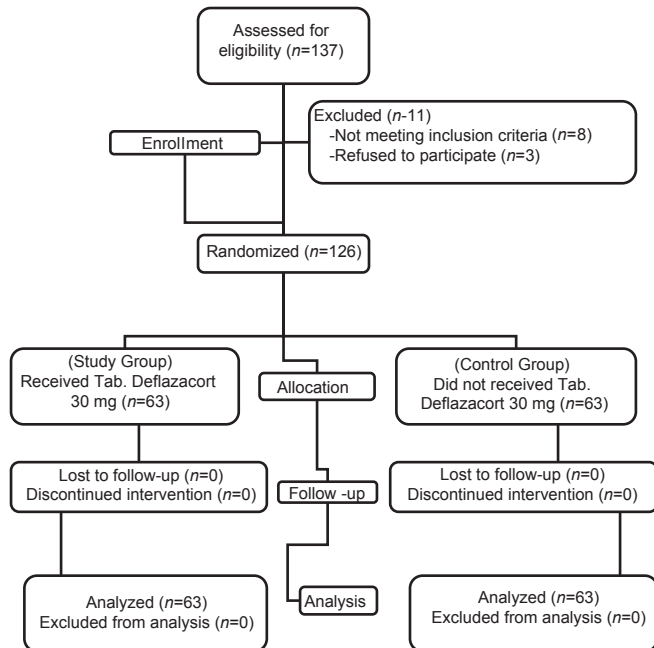 Assessed for
eligibility (n=137)
Excluded (n-11)
-Not meeting inclusion criteria (n=8)
-Refused to participate (n=3)
Enrollment
Randomized (n=126)
(Study Group)
Received Tab. Deflazacort
30 mg (n=63)
Allocation
(Control Group)
Did not received Tab.
Deflazacort 30 mg (n=63)
Lost to follow-up (n=0)
Discontinued intervention (n=0)
Follow -up
Lost to follow-up (n=0)
Discontinued intervention (n=0)
Analyzed (n=63)
Excluded from analysis (n=0)
Analysis
Analyzed (n=63)
Excluded from analysis (n=0)